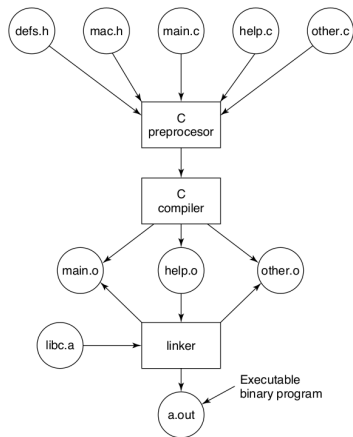 defs.h
mac.h
main.c
help.c
other.c
C
preprocesor
C
compiler
main.o
help.o
other.o
libc.a
linker
a.out
Executable
binary program